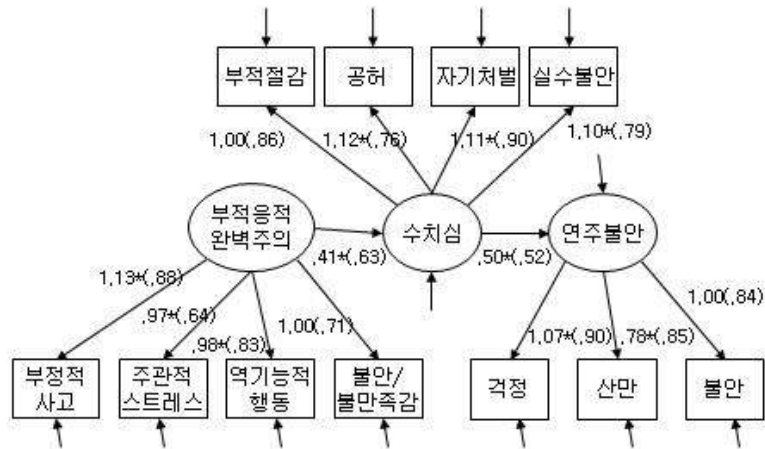 부적절감
공허
자기처벌
실수불안
1,00(,86)
1,12*(,76)
1,11*(,90)
1,10*(,79)
부적응적
완벽주의
수치심
연주불안
,41*(,63)
,50*(,52)
1,13*(,88)
,97*(,64)
,98*(,83)
1,00(,71)
1,07*(,90)
,78*(,85)
1,00(,84)
부정적
사고
주관적
스트레스
역기능적
행동
불안/
불만족감
걱정
산만
불안